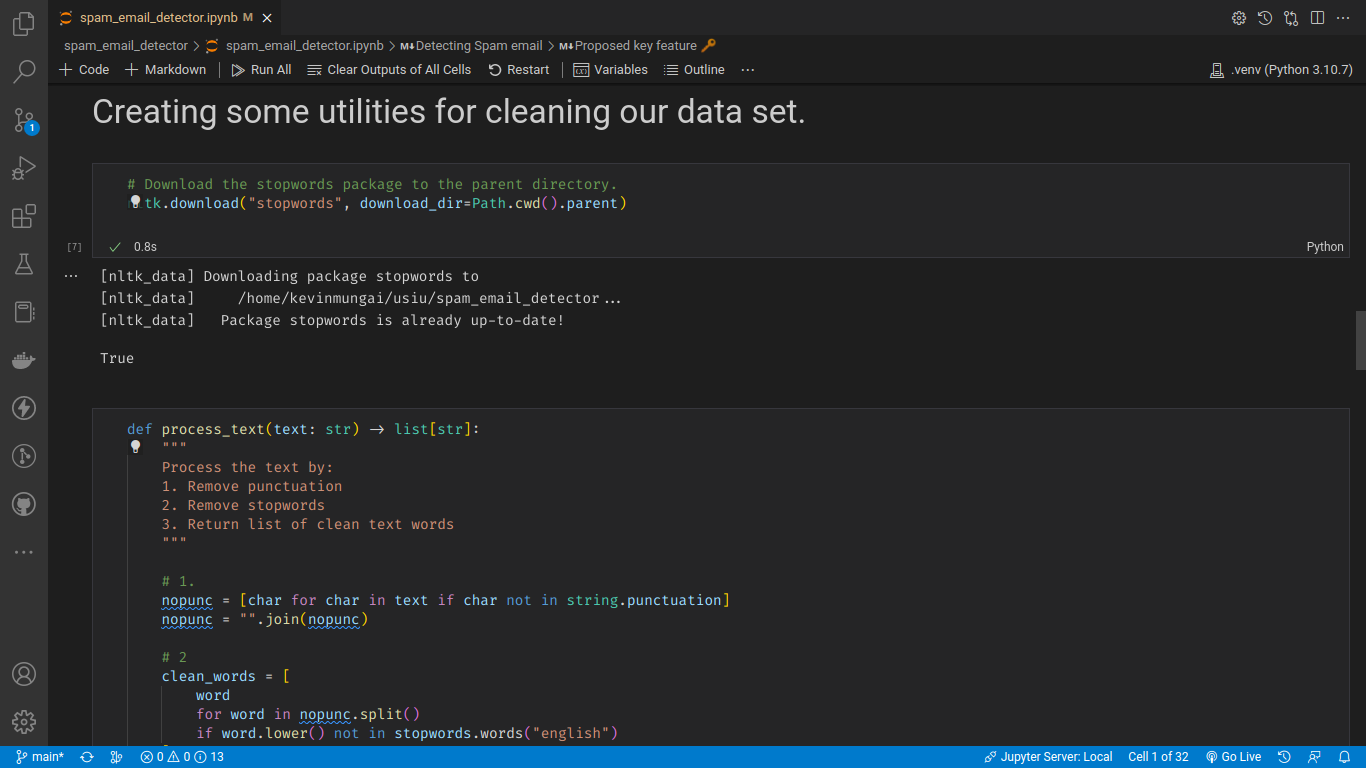 spam_email_detector.ipynb M
spam_email_detector > spam_email_detector.ipynb > M↓Detecting Spam email > M↓Proposed key feature 🔑
Code Markdown Run All Clear Outputs of All Cells Restart Variables Outline ... .venv (Python 3.10.7)
Creating some utilities for cleaning our data set.
# Download the stopwords package to the parent directory.
nltk.download("stopwords", download_dir=Path.cwd().parent)
[7] 0.8s Python
[nltk_data] Downloading package stopwords to
[nltk_data]     /home/kevinmungai/usiu/spam_email_detector...
[nltk_data]   Package stopwords is already up-to-date!
True
def process_text(text: str) -> list[str]:
"""
Process the text by:
1. Remove punctuation
2. Remove stopwords
3. Return list of clean text words
"""
# 1.
nopunc = [char for char in text if char not in string.punctuation]
nopunc = "".join(nopunc)
# 2
clean_words = [
word
for word in nopunc.split()
if word.lower() not in stopwords.words("english")
1
main* 0 0 13 Jupyter Server: Local Cell 1 of 32 Go Live